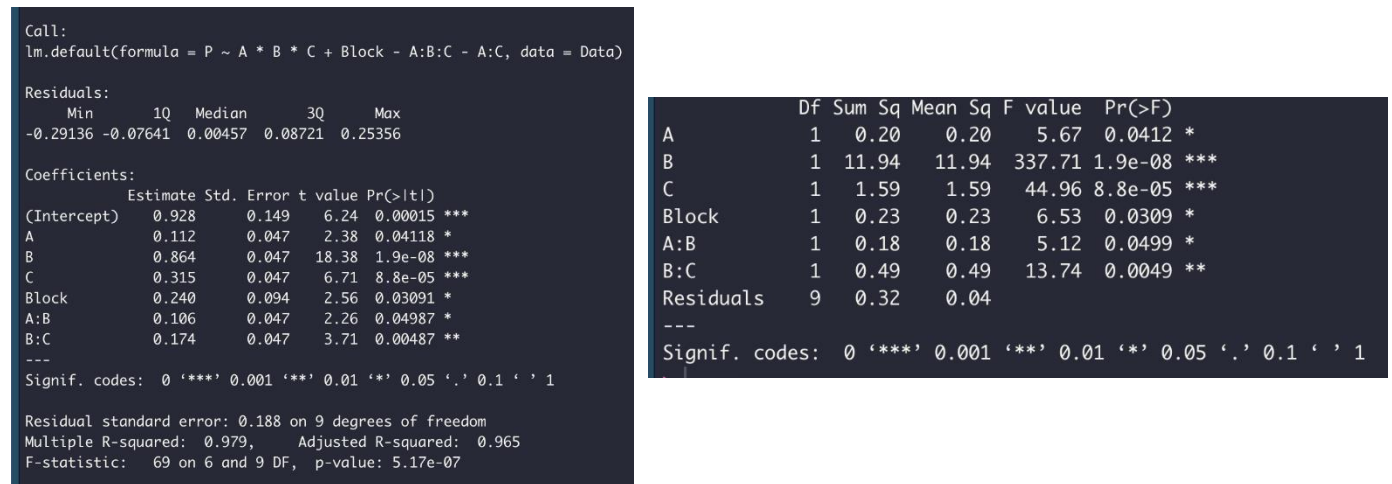 Call:
lm.default(formula = P ~ A * B * C + Block - A:B:C - A:C, data = Data)
Residuals:
Min 1Q Median 3Q Max
-0.29136 -0.07641 0.00457 0.08721 0.25356
Coefficients:
Estimate Std. Error t value Pr(>|t|)
(Intercept) 0.928 0.149 6.24 0.00015 ***
A 0.112 0.047 2.38 0.04118 *
B 0.864 0.047 18.38 1.9e-08 ***
C 0.315 0.047 6.71 8.8e-05 ***
Block 0.240 0.094 2.56 0.03091 *
A:B 0.106 0.047 2.26 0.04987 *
B:C 0.174 0.047 3.71 0.00487 **
---
Signif. codes: 0 ‘***’ 0.001 ‘**’ 0.01 ‘*’ 0.05 ‘.’ 0.1 ‘ ’ 1
Residual standard error: 0.188 on 9 degrees of freedom
Multiple R-squared: 0.979, Adjusted R-squared: 0.965
F-statistic: 69 on 6 and 9 DF, p-value: 5.17e-07
Df Sum Sq Mean Sq F value Pr(>F)
A 1 0.20 0.20 5.67 0.0412 *
B 1 11.94 11.94 337.71 1.9e-08 ***
C 1 1.59 1.59 44.96 8.8e-05 ***
Block 1 0.23 0.23 6.53 0.0309 *
A:B 1 0.18 0.18 5.12 0.0499 *
B:C 1 0.49 0.49 13.74 0.0049 **
Residuals 9 0.32 0.04
---
Signif. codes: 0 ‘***’ 0.001 ‘**’ 0.01 ‘*’ 0.05 ‘.’ 0.1 ‘ ’ 1